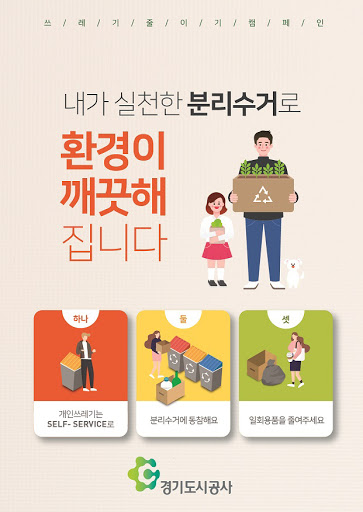 쓰/레/기/줄/이/기/캠/페/인
내가 실천한 분리수거로
환경이
깨끗해
집니다
하나
개인쓰레기는
SELF- SERVICE로
둘
분리수거에 동참해요
셋
일회용품을 줄여주세요
경기도시공사